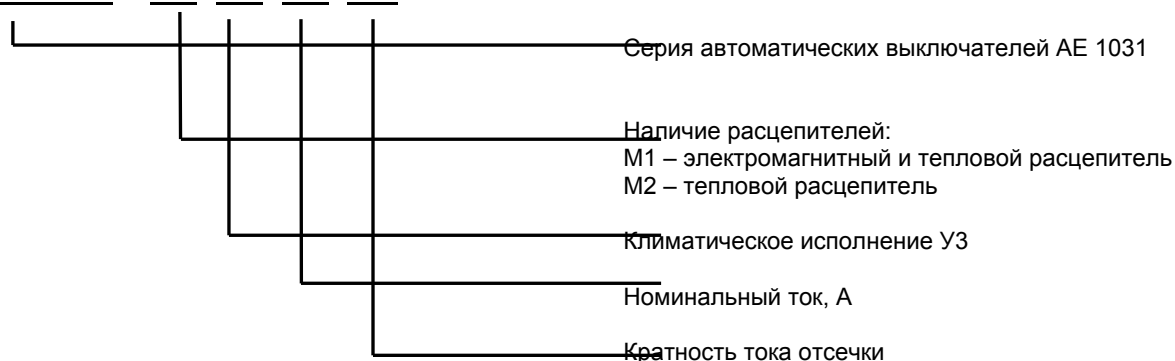 Серия автоматических выключателей АЕ 1031
Наличие расцепителей:
М1 – электромагнитный и тепловой расцепитель
М2 – тепловой расцепитель
Климатическое исполнение У3
Номинальный ток, А
Кратность тока отсечки